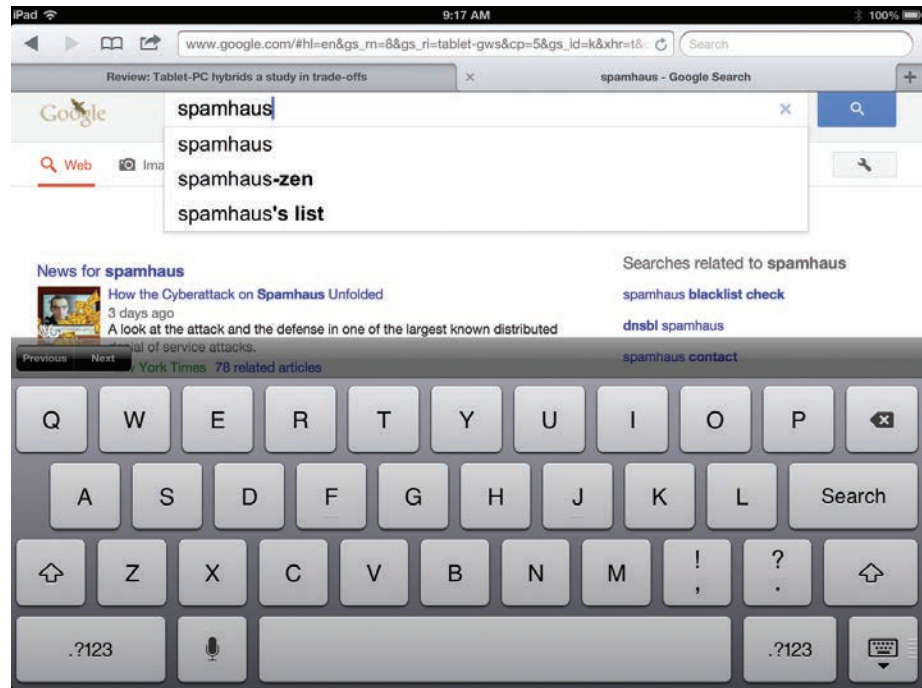 iPad 9:17 AM 100%
www.google.com/#hl=en&gs_rn=8&gs_ri=tablet-gws&cp=5&gs_id=k&xhr=t& Search
Review: Tablet-PC hybrids a study in trade-offs × spamhaus - Google Search +
Google spamhaus ×
spamhaus
Web Ima
spamhaus-zen
spamhaus's list
News for spamhaus
Searches related to spamhaus
How the Cyberattack on Spamhaus Unfolded
spamhaus blacklist check
3 days ago
A look at the attack and the defense in one of the largest known distributed
dnsbl spamhaus
denial of service attacks.
Previous Next
spamhaus contact
York Times 78 related articles
Q W E R T Y U I O P
A S D F G H J K L Search
Z X C V B N M ! , ? .
.?123 .?123